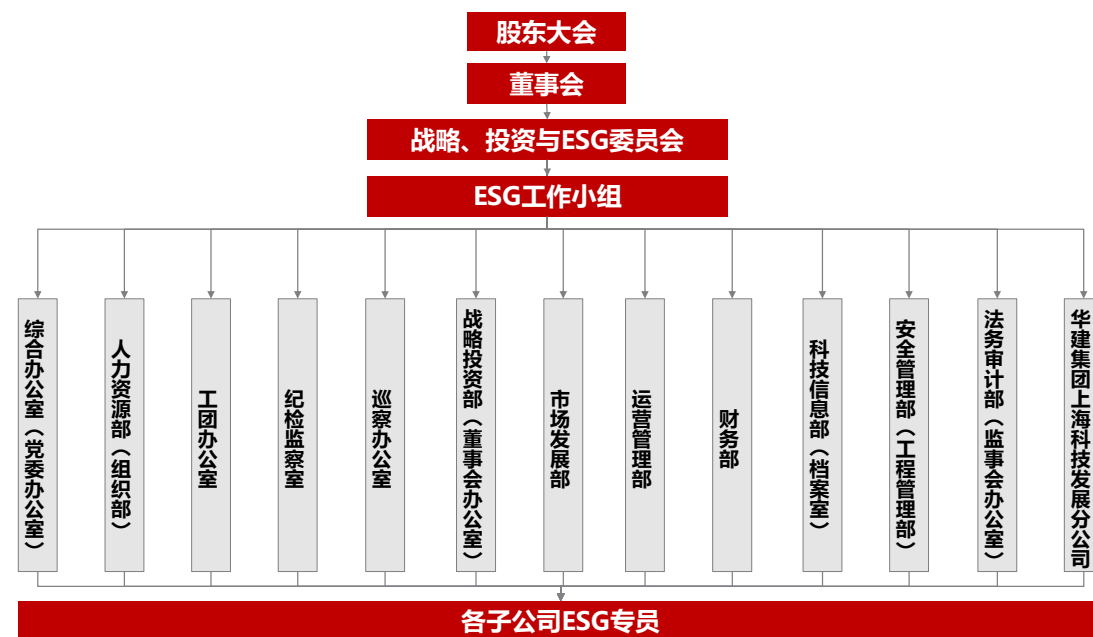 股东大会
董事会
战略、投资与ESG委员会
ESG工作小组
综合办公室（党委办公室）
人力资源部（组织部）
工团办公室
纪检监察室
巡察办公室
战略投资部（董事会办公室）
市场发展部
运营管理部
财务部
科技信息部（档案室）
安全管理部（工程管理部）
法务审计部（监事会办公室）
华建集团上海科技发展分公司
各子公司ESG专员